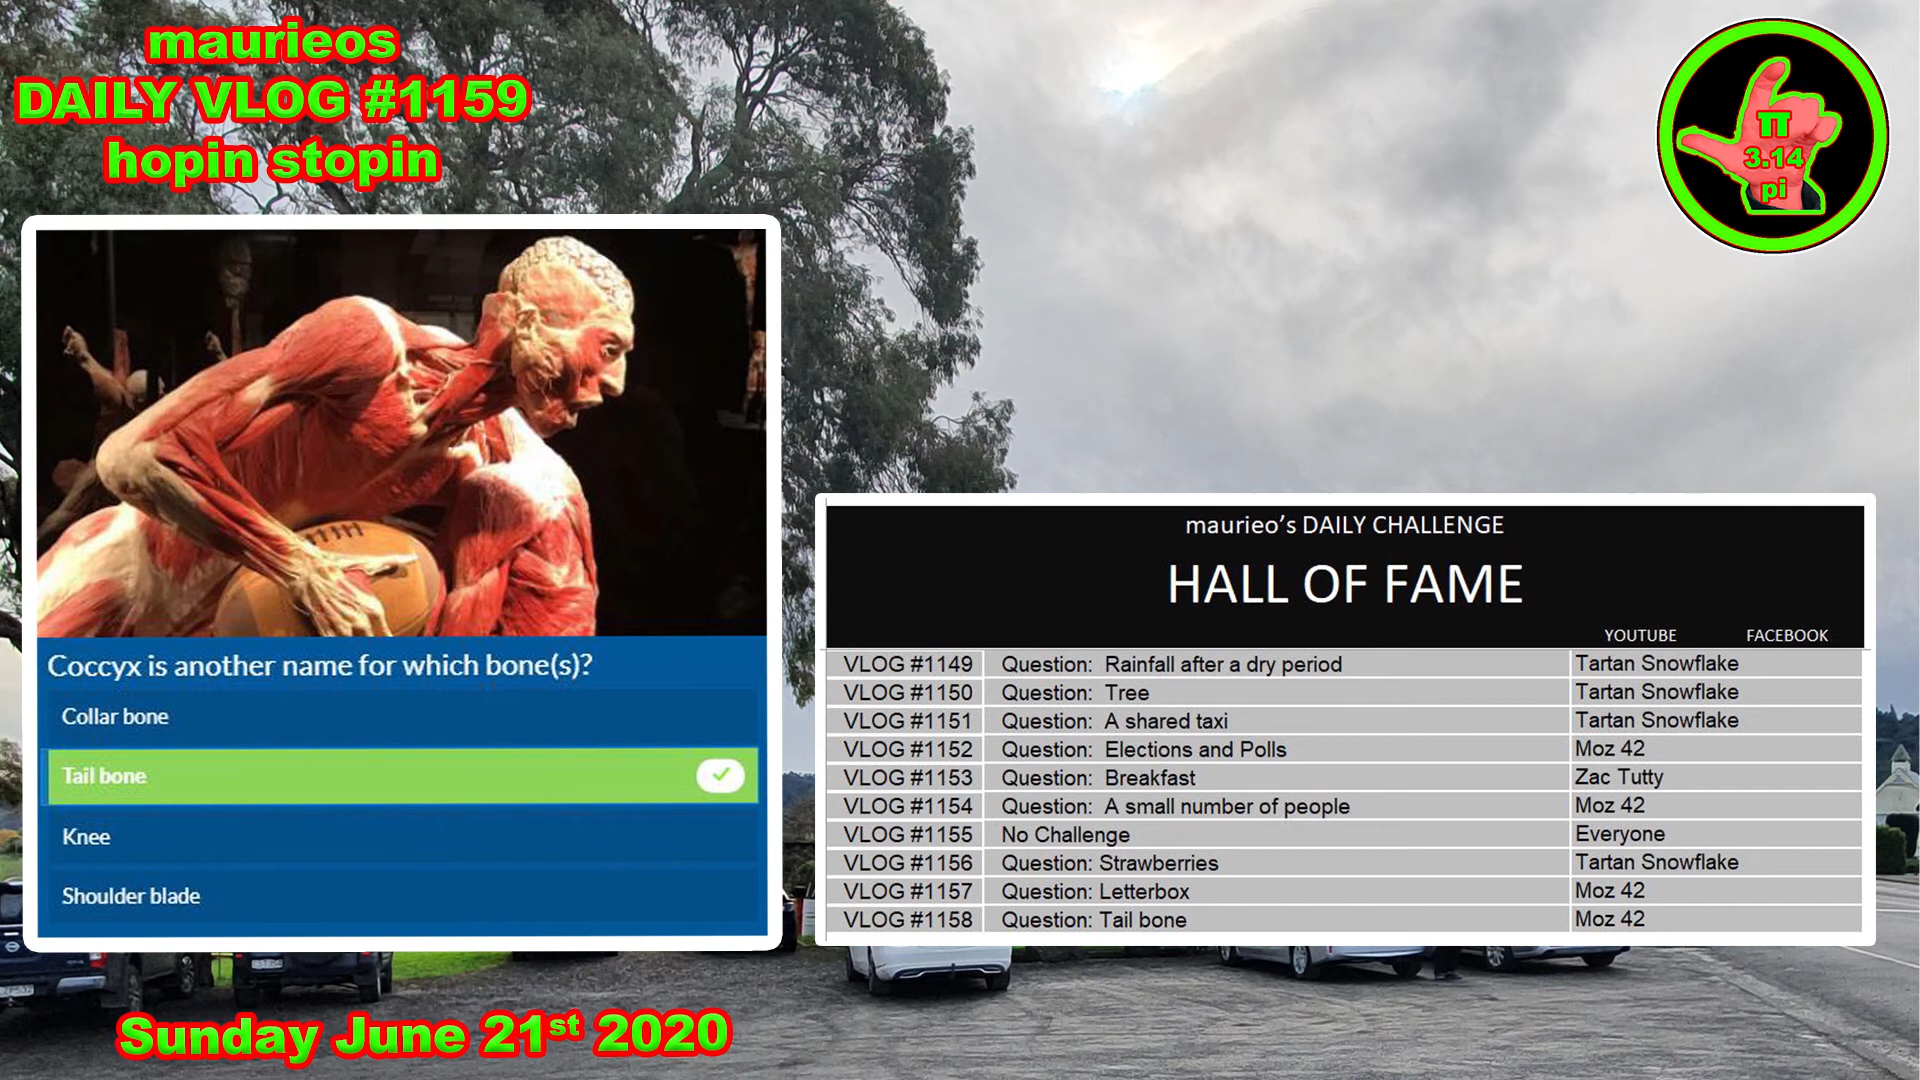 maurieos
DAILY VLOG #1159
hopin stopin
π
3.14
pi
Coccyx is another name for which bone(s)?
Collar bone
Tail bone
Knee
Shoulder blade
maurieo's DAILY CHALLENGE
HALL OF FAME
YOUTUBE FACEBOOK
VLOG #1149 Question: Rainfall after a dry period Tartan Snowflake
VLOG #1150 Question: Tree Tartan Snowflake
VLOG #1151 Question: A shared taxi Tartan Snowflake
VLOG #1152 Question: Elections and Polls Moz 42
VLOG #1153 Question: Breakfast Zac Tutty
VLOG #1154 Question: A small number of people Moz 42
VLOG #1155 No Challenge Everyone
VLOG #1156 Question: Strawberries Tartan Snowflake
VLOG #1157 Question: Letterbox Moz 42
VLOG #1158 Question: Tail bone Moz 42
Sunday June 21st 2020